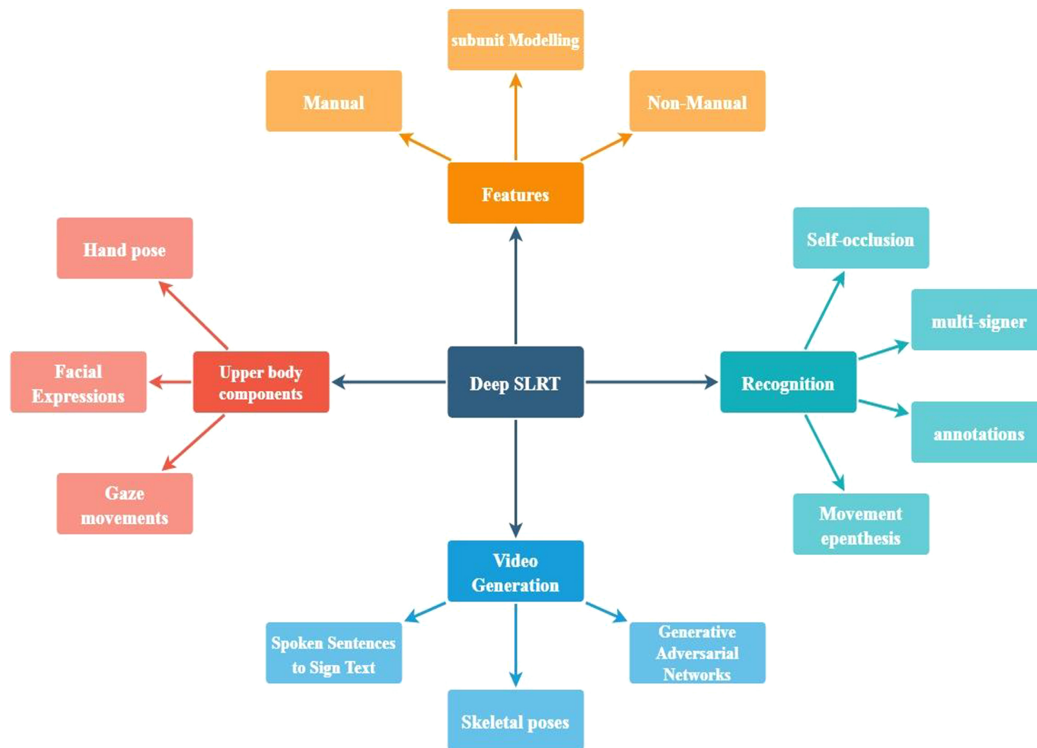 subunit Modelling
Manual
Non-Manual
Features
Hand pose
Self-occlusion
multi-signer
Facial
Expressions
Upper body
components
Deep SLRT
Recognition
annotations
Gaze
movements
Movement
epenthesis
Video
Generation
Spoken Sentences
to Sign Text
Generative
Adversarial
Networks
Skeletal poses